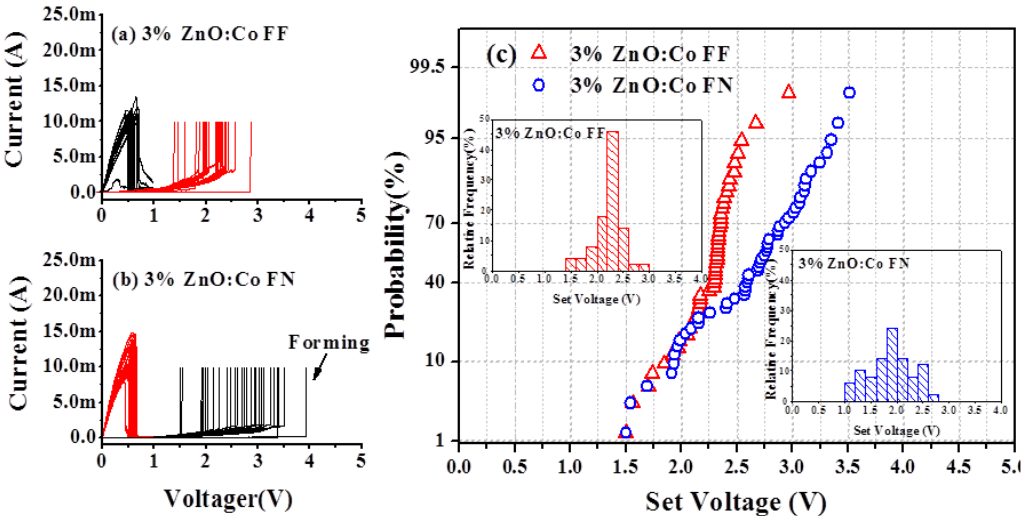 25.0m
(a) 3% ZnO:Co FF
20.0m
15.0m
10.0m
5.0m
0.0
0 1 2 3 4 5
Current (A)
25.0m
(b) 3% ZnO:Co FN
20.0m
15.0m
Forming
10.0m
5.0m
0.0
0 1 2 3 4 5
Current (A)
Voltager(V)
(c)
3% ZnO:Co FF
3% ZnO:Co FN
99.5
95
70
40
10
1
Probability(%)
0.0 0.5 1.0 1.5 2.0 2.5 3.0 3.5 4.0 4.5 5.0
Set Voltage (V)
3% ZnO:Co FF
50
40
30
20
10
0
Relative Frequency(%)
0.0 0.5 1.0 1.5 2.0 2.5 3.0 3.5 4.0
Set Voltage (V)
3% ZnO:Co FN
50
40
30
20
10
0
Relative Frequency(%)
0.0 0.5 1.0 1.5 2.0 2.5 3.0 3.5 4.0
Set Voltage (V)